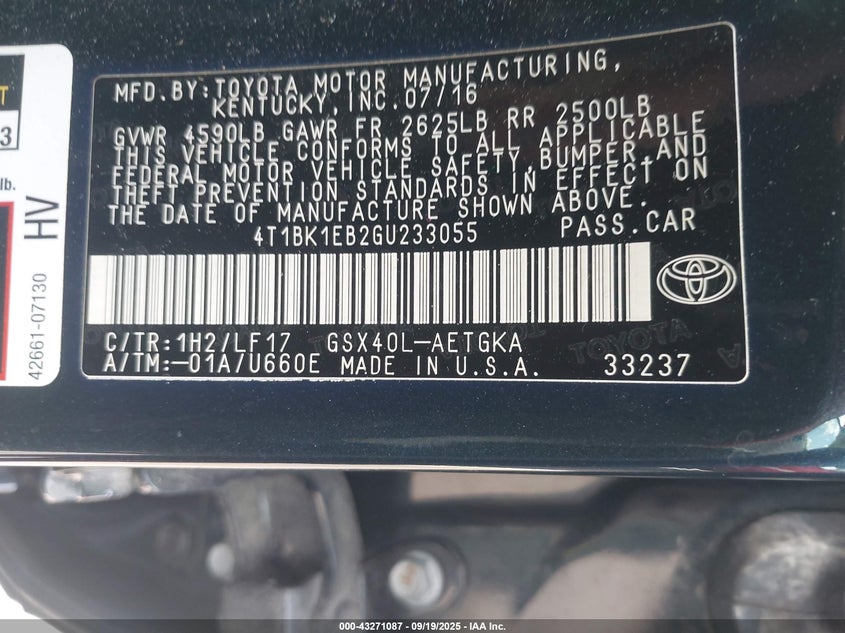 T
3
lb.
HV
42661-07130
MFD.BY:TOYOTA MOTOR MANUFACTURING,
KENTUCKY,INC.07/16
GVWR 4590LB GAWR FR 2625LB RR 2500LB
THIS VEHICLE CONFORMS TO ALL APPLICABLE
FEDERAL MOTOR VEHICLE SAFETY,BUMPER,AND
THEFT PREVENTION STANDARDS IN EFFECT ON
THE DATE OF MANUFACTURE SHOWN ABOVE.
4T1BK1EB2GU233055 PASS.CAR
C/TR:1H2/LF17 GSX40L-AETGKA
A/TM:-01A/U660E MADE IN U.S.A. 33237
000-43271087 - 09/19/2025 - IAA Inc.